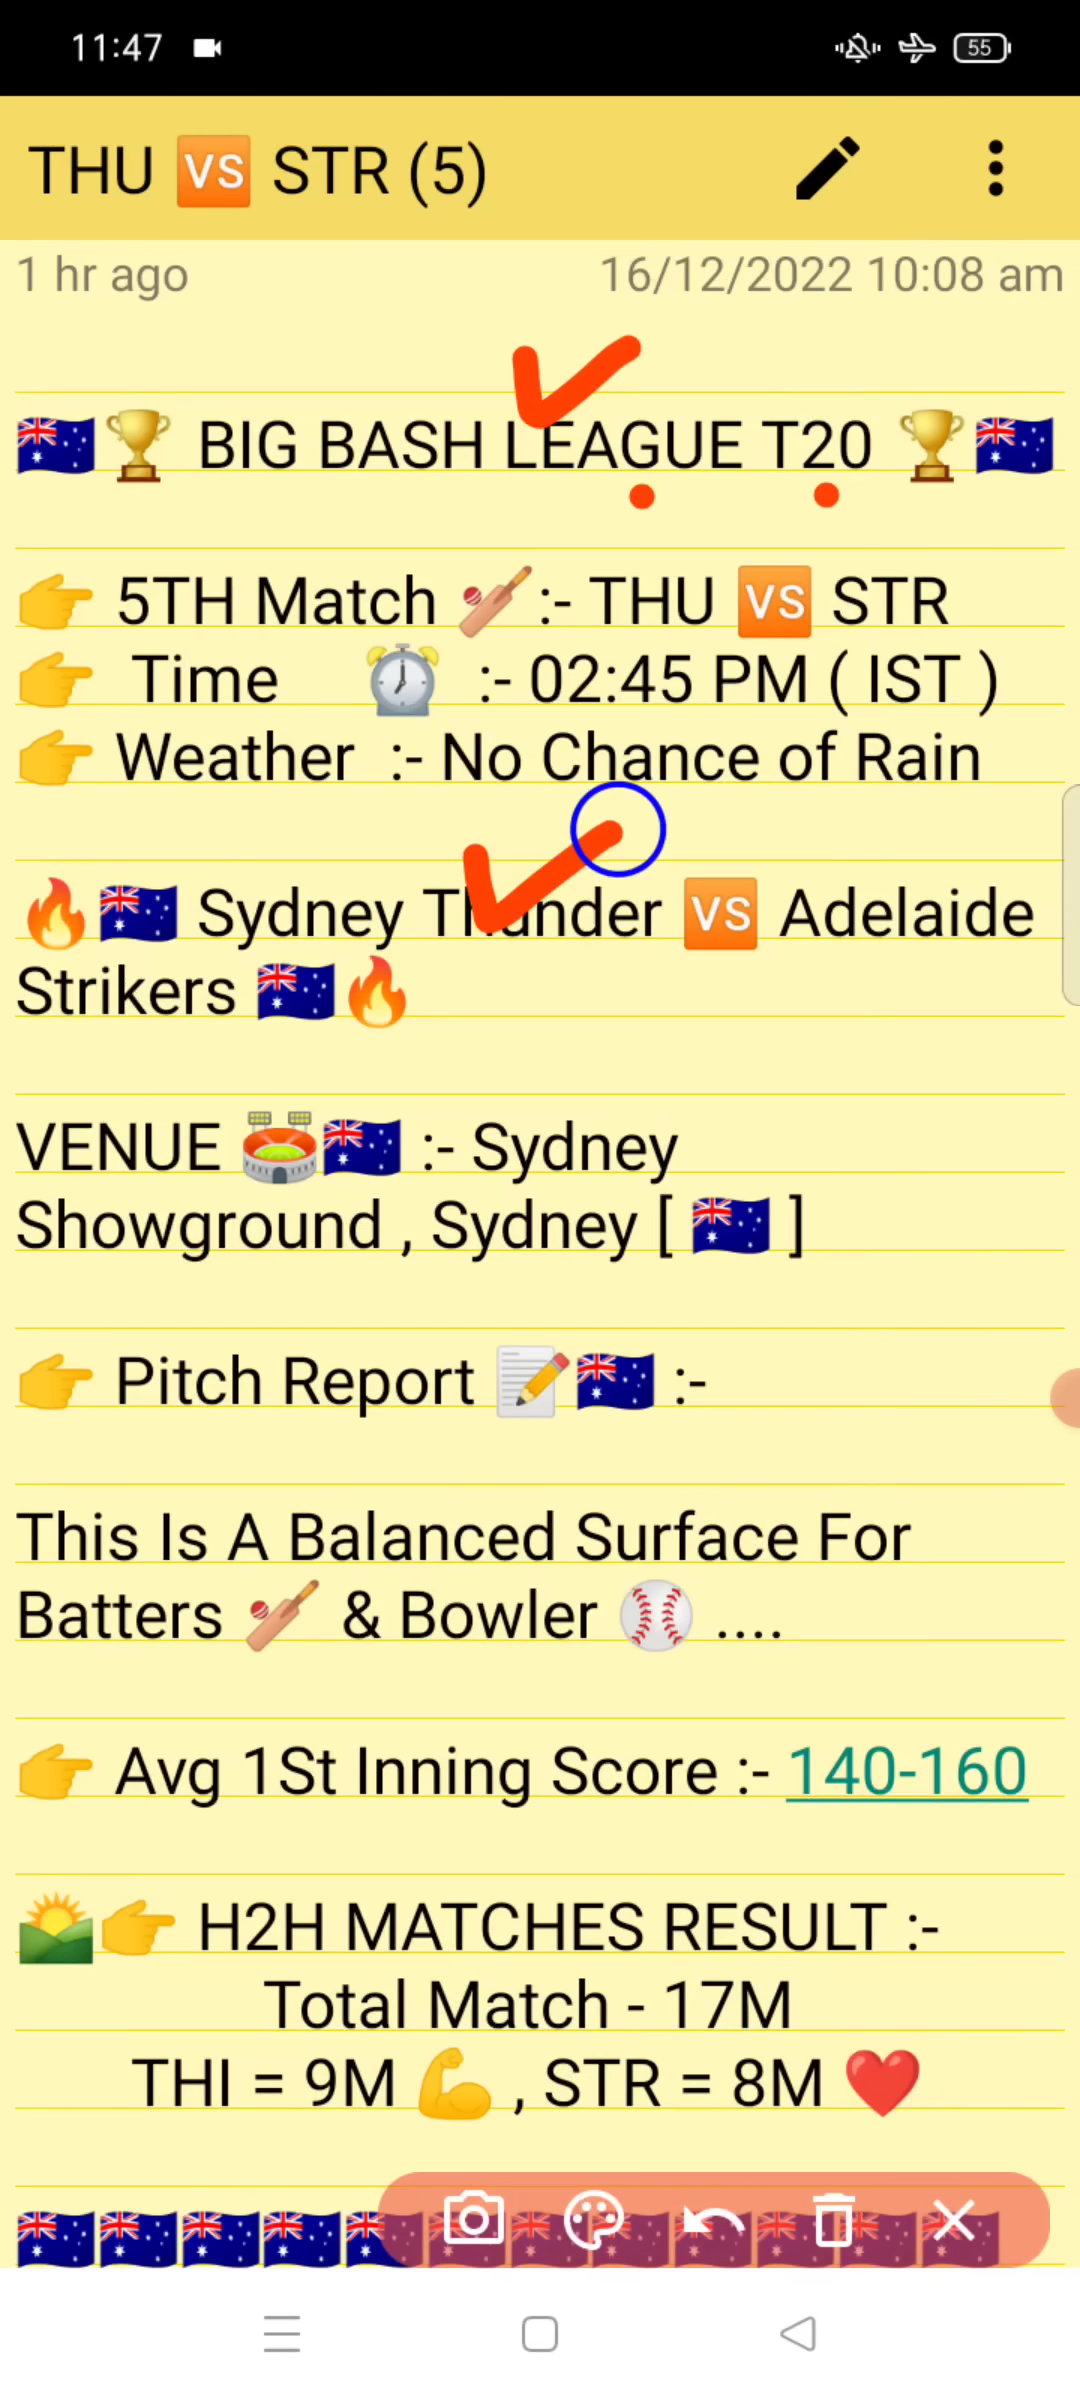 11:47 55
THU 🆚 STR (5)
1 hr ago 16/12/2022 10:08 am
🇦🇺🏆 BIG BASH LEAGUE T20 🏆🇦🇺
👉 5TH Match 🏏:- THU 🆚 STR
👉 Time ⏰ :- 02:45 PM ( IST )
👉 Weather :- No Chance of Rain
🔥🇦🇺 Sydney Thunder 🆚 Adelaide
Strikers 🇦🇺🔥
VENUE 🏟🇦🇺 :- Sydney
Showground , Sydney [ 🇦🇺 ]
👉 Pitch Report 📝🇦🇺 :-
This Is A Balanced Surface For
Batters 🏏 & Bowler ⚾ ....
👉 Avg 1St Inning Score :- 140-160
🌄👉 H2H MATCHES RESULT :-
Total Match - 17M
THI = 9M 💪 , STR = 8M ❤️